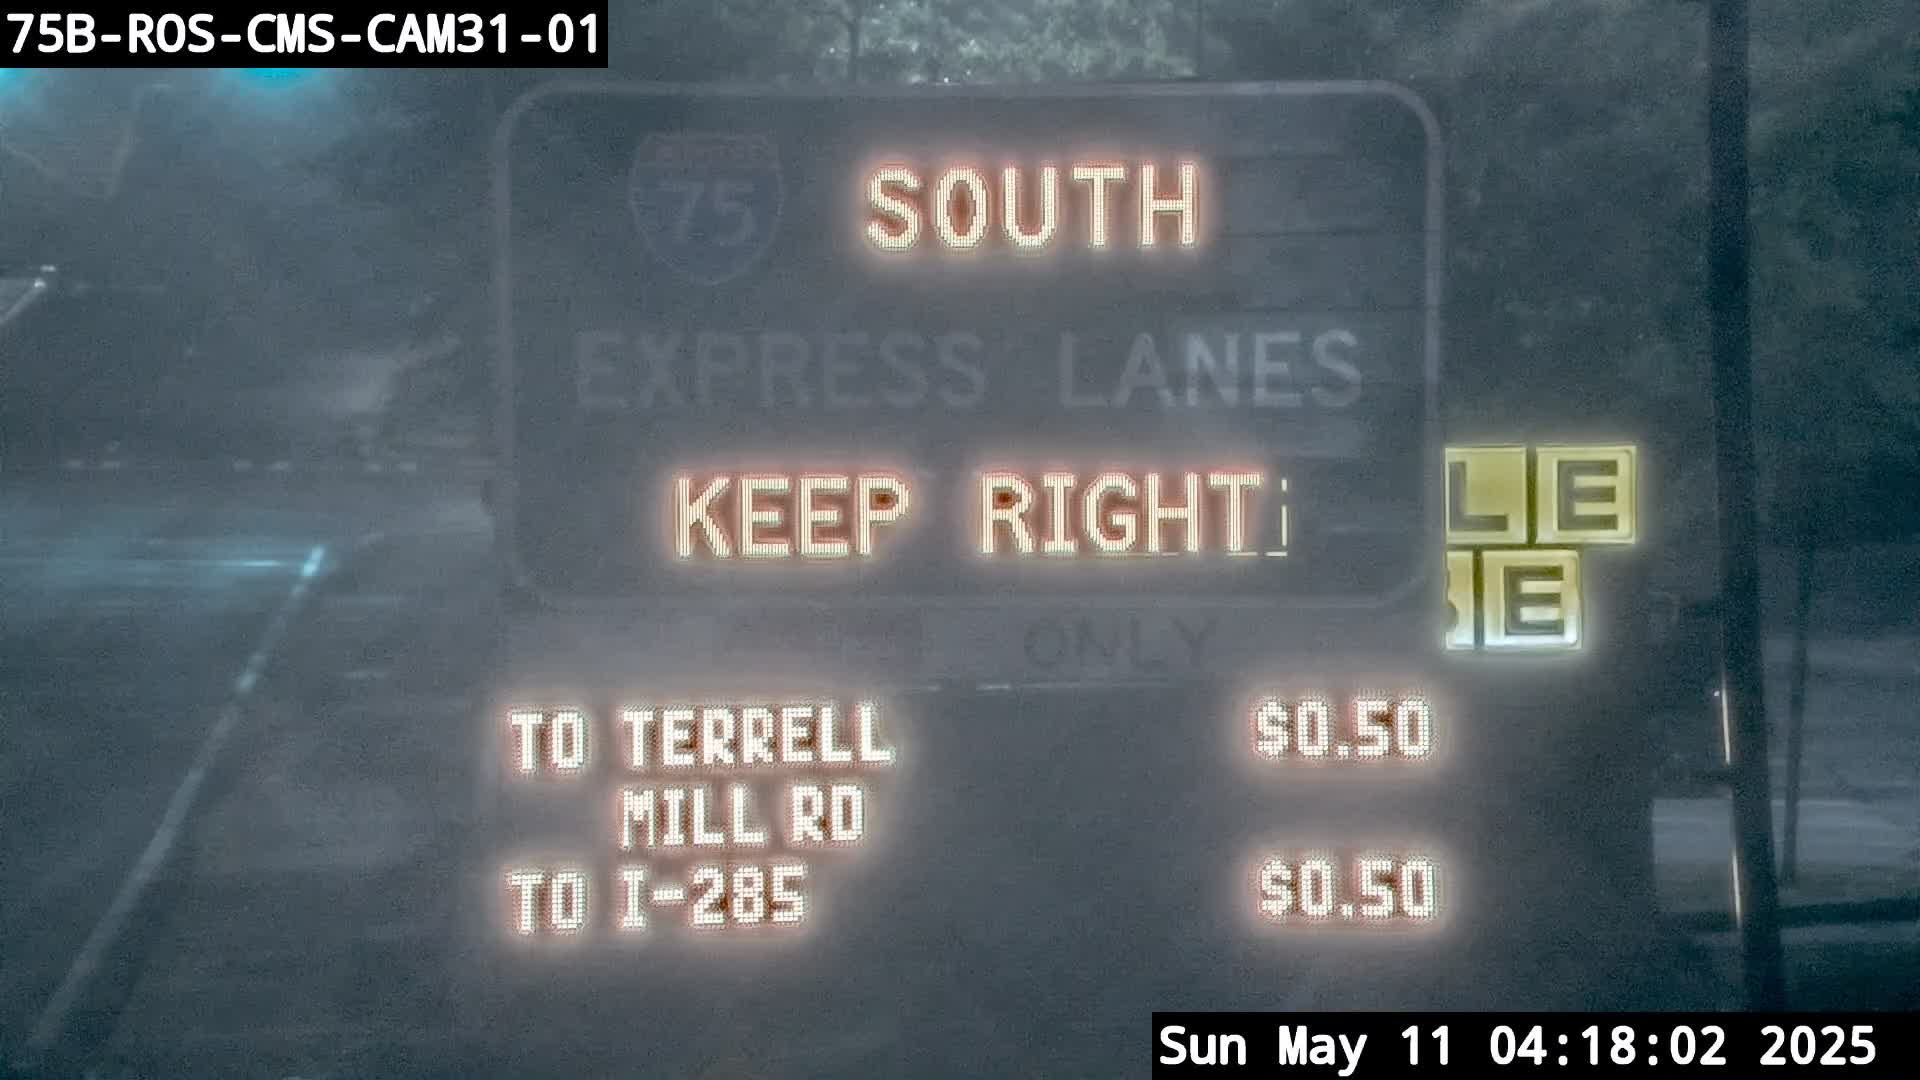 75B-ROS-CMS-CAM31-01
75 SOUTH
EXPRESS LANES
KEEP RIGHT
LE
E
ONLY
TO TERRELL $0.50
MILL RD
TO I-285 $0.50
Sun May 11 04:18:02 2025